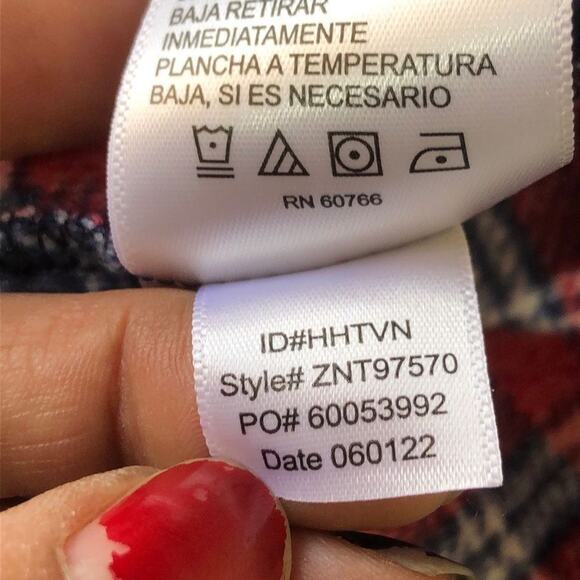 BAJA RETIRAR
INMEDIATAMENTE
PLANCHA A TEMPERATURA
BAJA, SI ES NECESARIO
RN 60766
ID#HHTVN
Style# ZNT97570
PO# 60053992
Date 060122